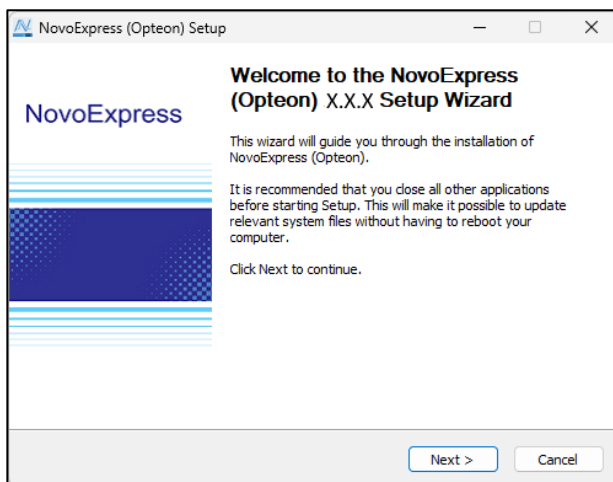 NovoExpress (Opteon) Setup
NovoExpress
Welcome to the NovoExpress
(Opteon) X.X.X Setup Wizard
This wizard will guide you through the installation of
NovoExpress (Opteon).
It is recommended that you close all other applications
before starting Setup. This will make it possible to update
relevant system files without having to reboot your
computer.
Click Next to continue.
Next >
Cancel